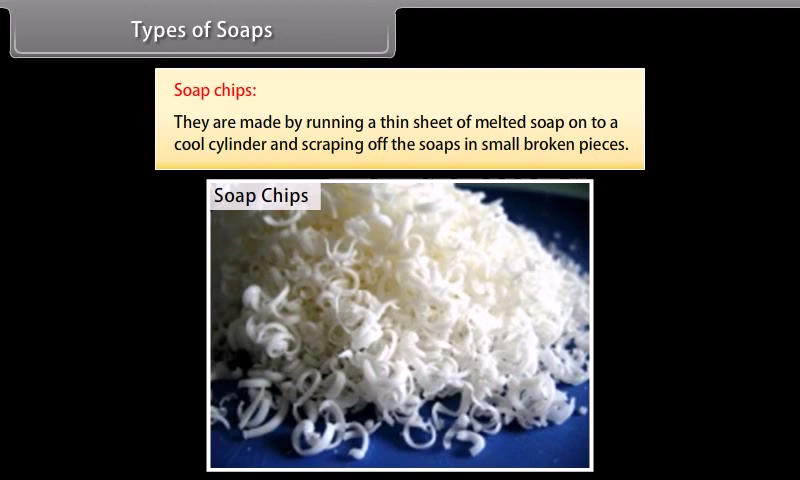 Types of Soaps
Soap chips:
They are made by running a thin sheet of melted soap on to a
cool cylinder and scraping off the soaps in small broken pieces.
Soap Chips